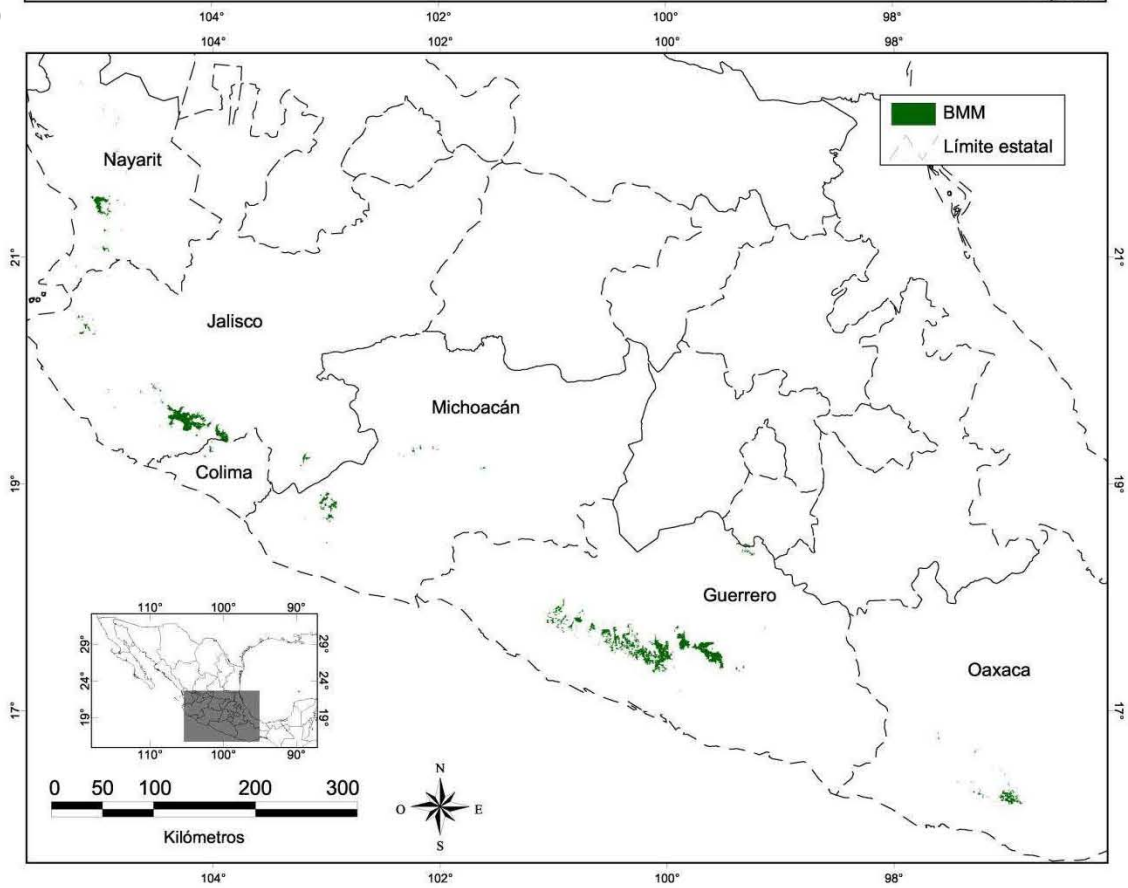 104° 102° 100° 98°
104° 102° 100° 98°
BMM
Límite estatal
Nayarit
21° 21°
Jalisco
Michoacán
Colima
19° 19°
Guerrero
Oaxaca
17° 17°
110° 100° 90°
29° 29°
24° 24°
19° 19°
110° 100° 90°
0 50 100 200 300
Kilómetros
N
O E
S
104° 102° 100° 98°